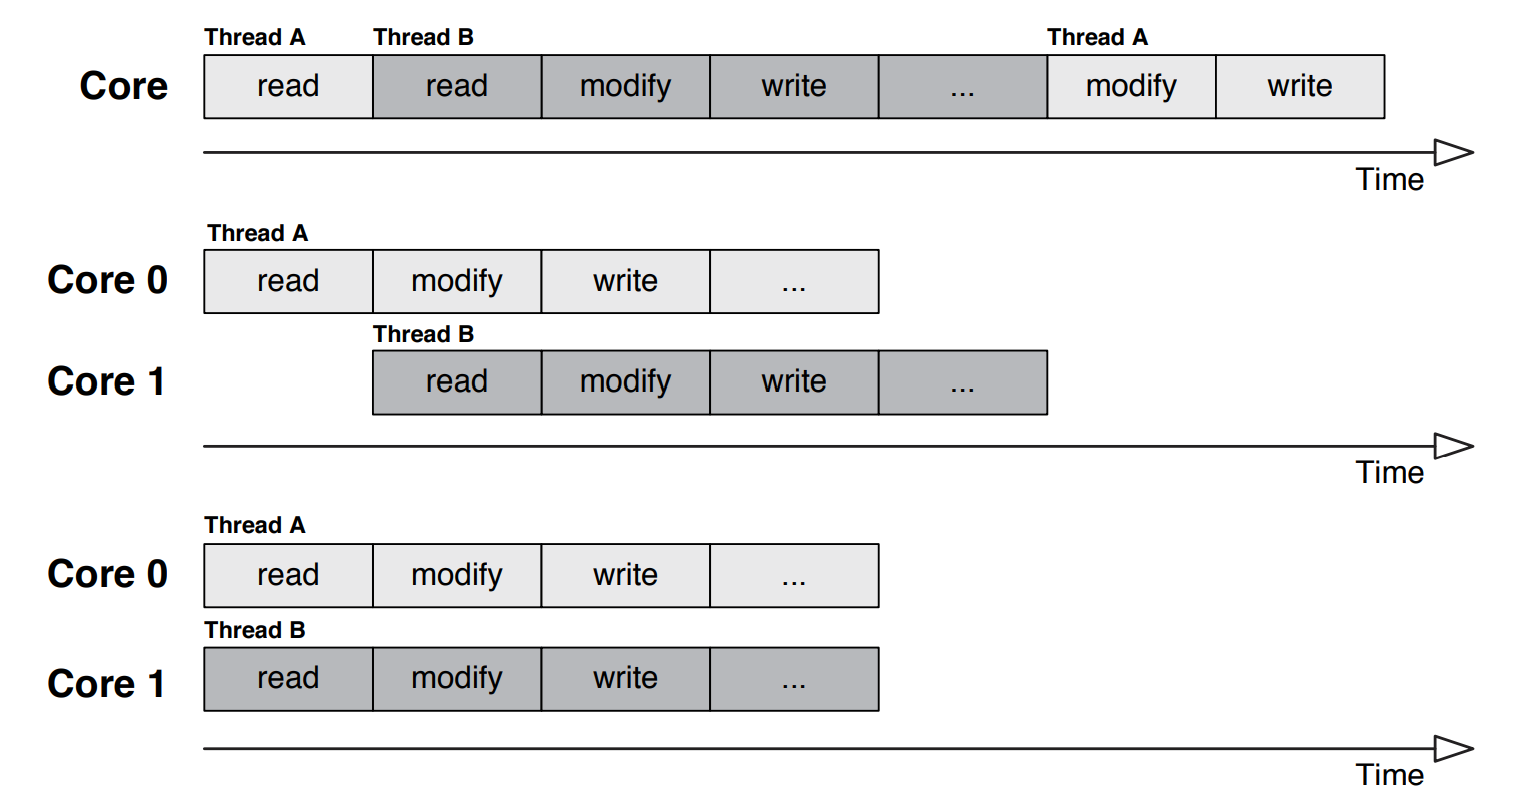 Thread A Thread B Thread A
Core read read modify write ... modify write
Time
Thread A
Core 0 read modify write ...
Thread B
Core 1 read modify write ...
Time
Thread A
Core 0 read modify write ...
Thread B
Core 1 read modify write ...
Time